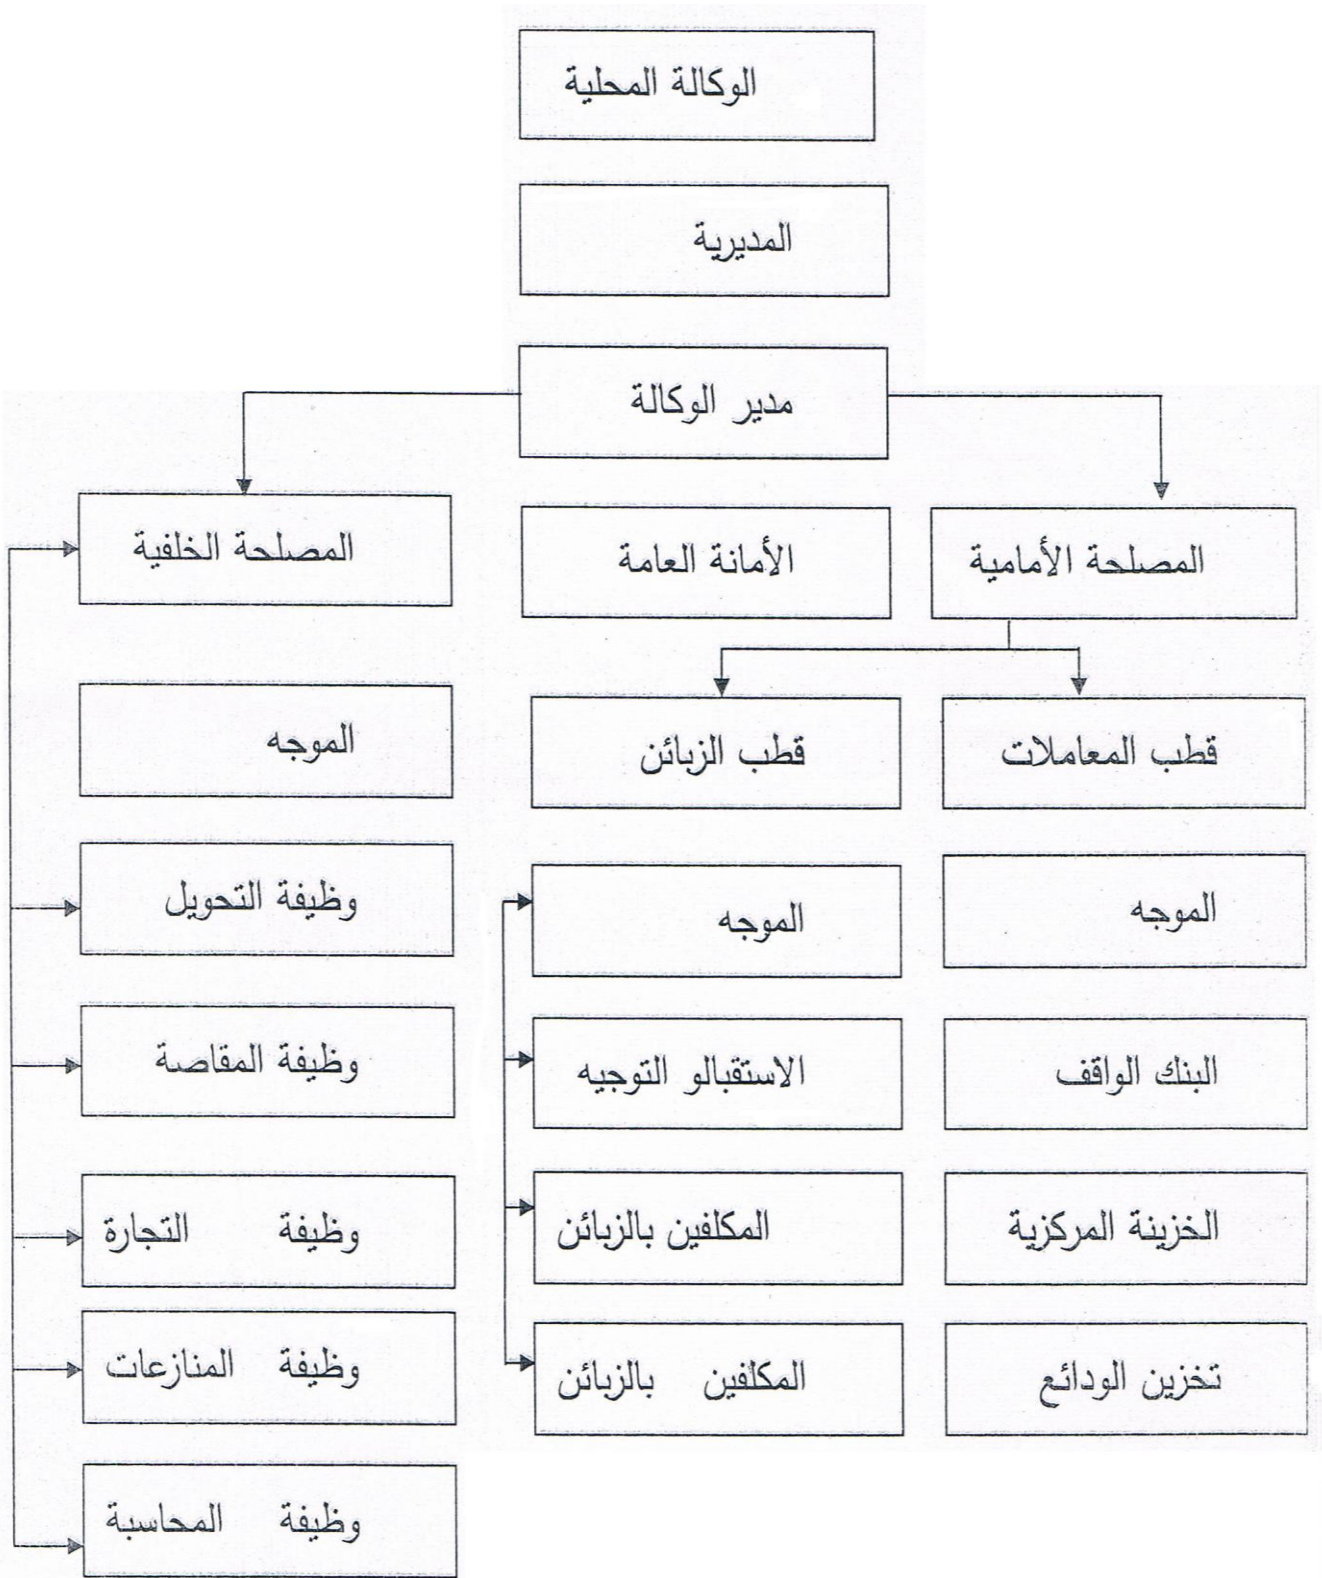 الوكالة المحلية
المديرية
مدير الوكالة
المصلحة الأمامية
الأمانة العامة
المصلحة الخلفية
قطب المعاملات
قطب الزبائن
الموجه
الموجه
الموجه
وظيفة التحويل
البنك الواقف
الاستقبالو التوجيه
وظيفة المقاصة
الخزينة المركزية
المكلفين بالزبائن
وظيفة التجارة
تخزين الودائع
المكلفين بالزبائن
وظيفة المنازعات
وظيفة المحاسبة